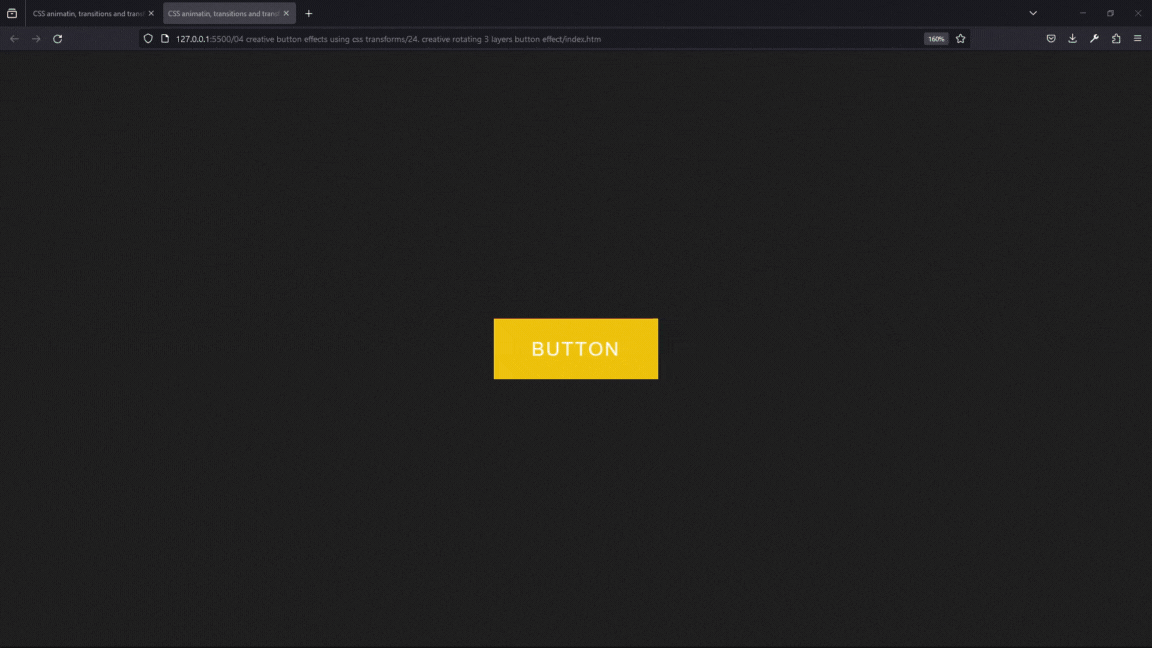 CSS animatin, transitions and trans
CSS animatin, transitions and transf
127.0.0.1:5500/04 creative button effects using css transforms/24. creative rotating 3 layers button effect/index.htm
160%
BUTTON